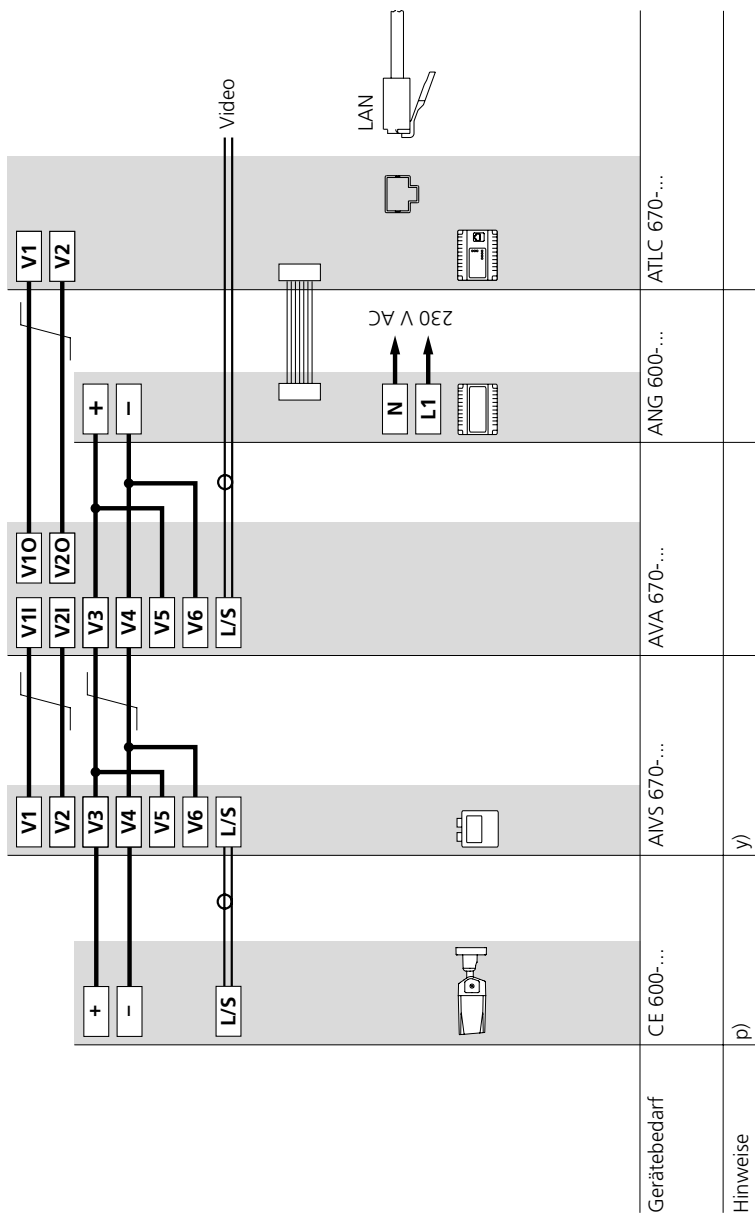 V1 V1I V1O V1
V2 V2I V2O V2
+ V3 V3 +
– V4 V4 –
V5 V5
V6 V6
L/S L/S L/S Video
LAN
N
230 V AC
L1
Gerätebedarf CE 600-... AIVS 670-... AVA 670-... ANG 600-... ATLC 670-...
Hinweise p) y)